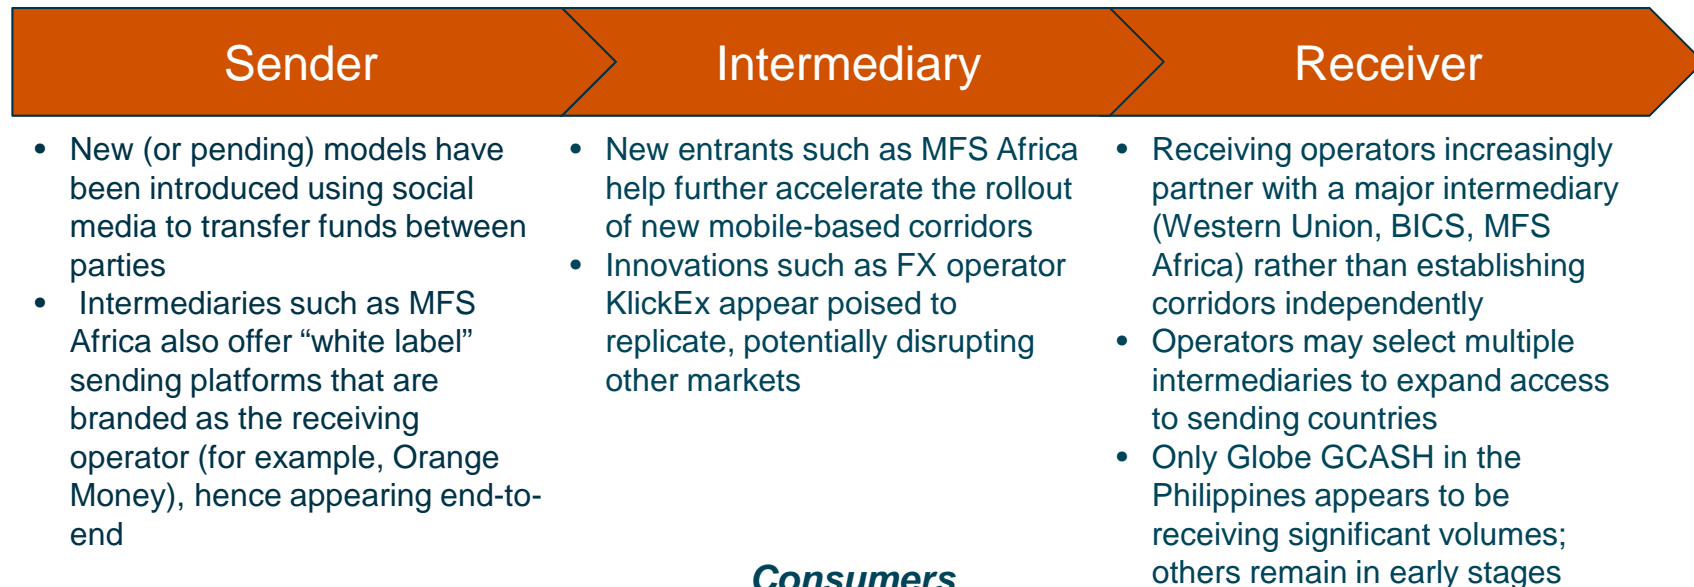 Sender
Intermediary
Receiver
• New (or pending) models have
been introduced using social
media to transfer funds between
parties
• Intermediaries such as MFS
Africa also offer “white label”
sending platforms that are
branded as the receiving
operator (for example, Orange
Money), hence appearing end-to-
end
• New entrants such as MFS Africa
help further accelerate the rollout
of new mobile-based corridors
• Innovations such as FX operator
KlickEx appear poised to
replicate, potentially disrupting
other markets
• Receiving operators increasingly
partner with a major intermediary
(Western Union, BICS, MFS
Africa) rather than establishing
corridors independently
• Operators may select multiple
intermediaries to expand access
to sending countries
• Only Globe GCASH in the
Philippines appears to be
receiving significant volumes;
others remain in early stages
Consumers